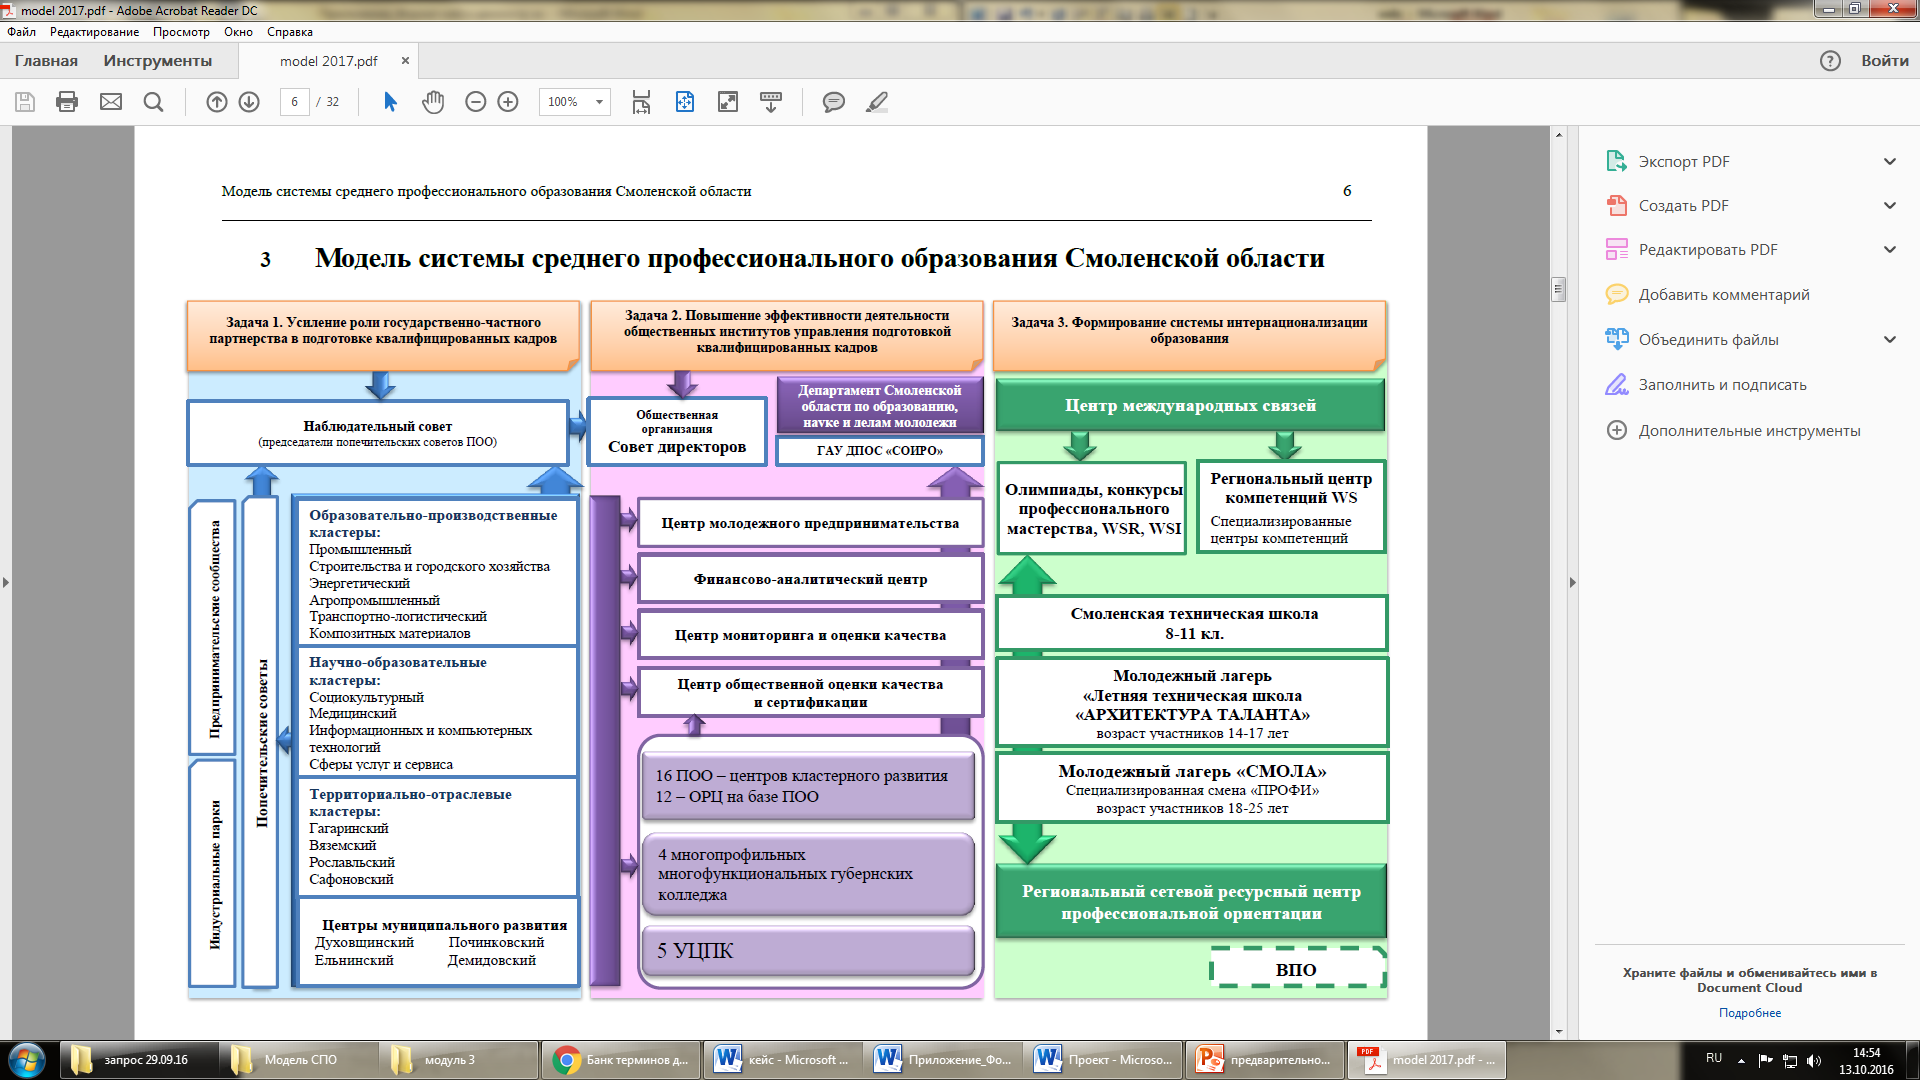 model 2017.pdf - Adobe Acrobat Reader DC
Файл Редактирование Просмотр Окно Справка
Главная Инструменты model 2017.pdf × Войти
6 / 32 100%
Модель системы среднего профессионального образования Смоленской области 6
3 Модель системы среднего профессионального образования Смоленской области
Задача 1. Усиление роли государственно-частного
партнерства в подготовке квалифицированных кадров
Наблюдательный совет
(председатели попечительских советов ПОО)
Предпринимательские сообщества
Индустриальные парки
Попечительские советы
Образовательно-производственные
кластеры:
Промышленный
Строительства и городского хозяйства
Энергетический
Агропромышленный
Транспортно-логистический
Композитных материалов
Научно-образовательные
кластеры:
Социокультурный
Медицинский
Информационных и компьютерных
технологий
Сферы услуг и сервиса
Территориально-отраслевые
кластеры:
Гагаринский
Вяземский
Рославльский
Сафоновский
Центры муниципального развития
Духовщинский Починковский
Ельнинский Демидовский
Задача 2. Повышение эффективности деятельности
общественных институтов управления подготовкой
квалифицированных кадров
Общественная
организация
Совет директоров
Департамент Смоленской
области по образованию,
науке и делам молодежи
ГАУ ДПОС «СОИРО»
Центр молодежного предпринимательства
Финансово-аналитический центр
Центр мониторинга и оценки качества
Центр общественной оценки качества
и сертификации
16 ПОО – центров кластерного развития
12 – ОРЦ на базе ПОО
4 многопрофильных
многофункциональных губернских
колледжа
5 УЦПК
Задача 3. Формирование системы интернационализации
образования
Центр международных связей
Олимпиады, конкурсы
профессионального
мастерства, WSR, WSI
Региональный центр
компетенций WS
Специализированные
центры компетенций
Смоленская техническая школа
8-11 кл.
Молодежный лагерь
«Летняя техническая школа
«АРХИТЕКТУРА ТАЛАНТА»
возраст участников 14-17 лет
Молодежный лагерь «СМОЛА»
Специализированная смена «ПРОФИ»
возраст участников 18-25 лет
Региональный сетевой ресурсный центр
профессиональной ориентации
ВПО
Экспорт PDF
Создать PDF
Редактировать PDF
Добавить комментарий
Объединить файлы
Заполнить и подписать
Дополнительные инструменты
Храните файлы и обменивайтесь ими в
Document Cloud
Подробнее
запрос 29.09.16 Модель СПО модуль 3 Банк терминов д... кейс - Microsoft ... Приложение_Фо... Проект - Microso... предварительно... model 2017.pdf - ... RU 14:54
13.10.2016